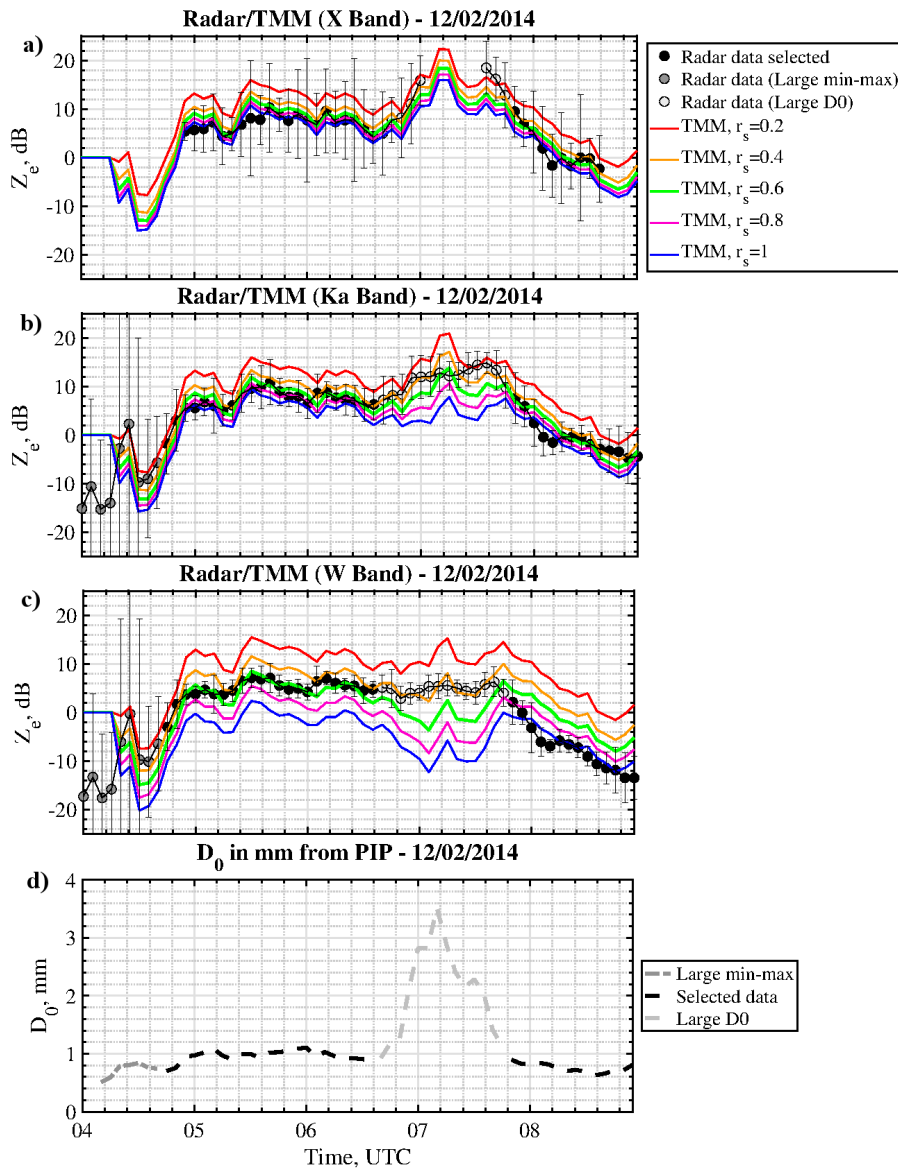 Radar/TMM (X Band) - 12/02/2014
a)
20
10
0
-10
-20
Z_e, dB
Radar data selected
Radar data (Large min-max)
Radar data (Large D0)
TMM, r_s=0.2
TMM, r_s=0.4
TMM, r_s=0.6
TMM, r_s=0.8
TMM, r_s=1
Radar/TMM (Ka Band) - 12/02/2014
b)
20
10
0
-10
-20
Z_e, dB
Radar/TMM (W Band) - 12/02/2014
c)
20
10
0
-10
-20
Z_e, dB
D_0 in mm from PIP - 12/02/2014
d)
4
3
2
1
0
D_0, mm
Large min-max
Selected data
Large D0
04 05 06 07 08
Time, UTC